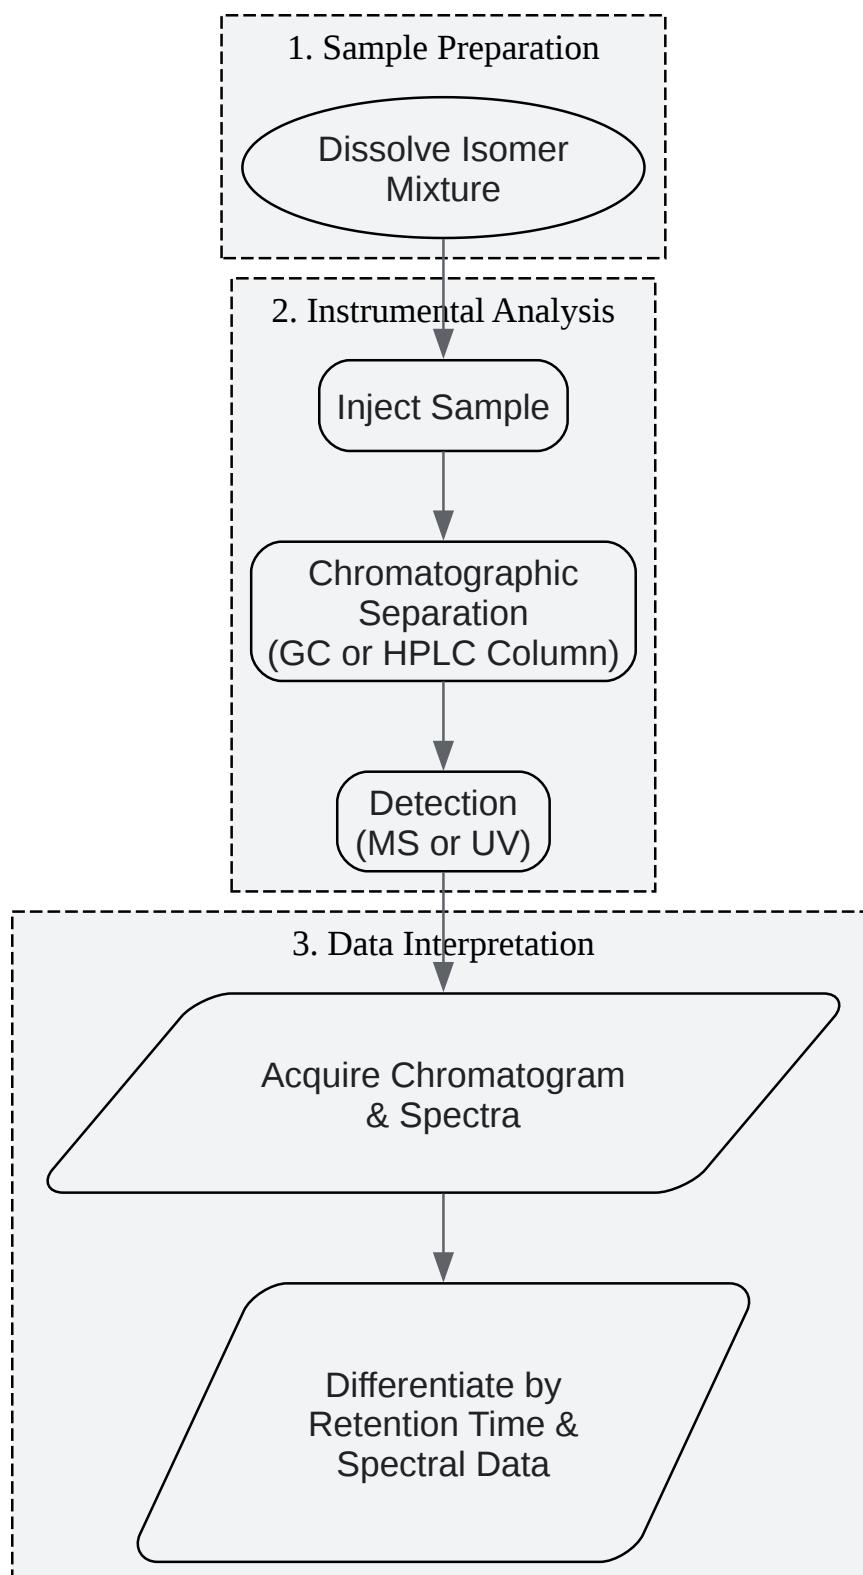 1. Sample Preparation
Dissolve Isomer
Mixture
2. Instrumental Analysis
Inject Sample
Chromatographic
Separation
(GC or HPLC Column)
Detection
(MS or UV)
3. Data Interpretation
Acquire Chromatogram
& Spectra
Differentiate by
Retention Time &
Spectral Data